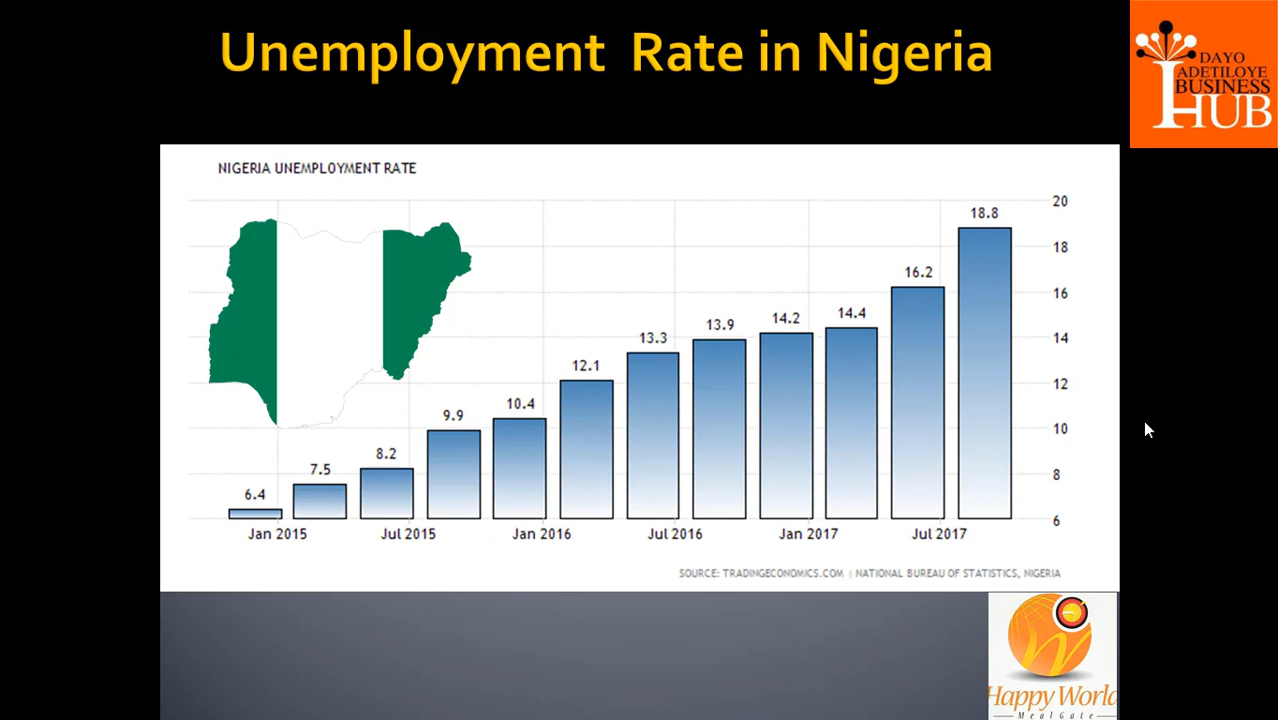 Unemployment Rate in Nigeria
DAYO
ADETILOYE
BUSINESS
HUB
NIGERIA UNEMPLOYMENT RATE
20
18.8
18
16.2
16
14.4
14.2
13.9
13.3
14
12.1
12
10.4
9.9
10
8.2
7.5
8
6.4
6
Jan 2015 Jul 2015 Jan 2016 Jul 2016 Jan 2017 Jul 2017
SOURCE: TRADINGECONOMICS.COM | NATIONAL BUREAU OF STATISTICS, NIGERIA
Happy World
MealGate